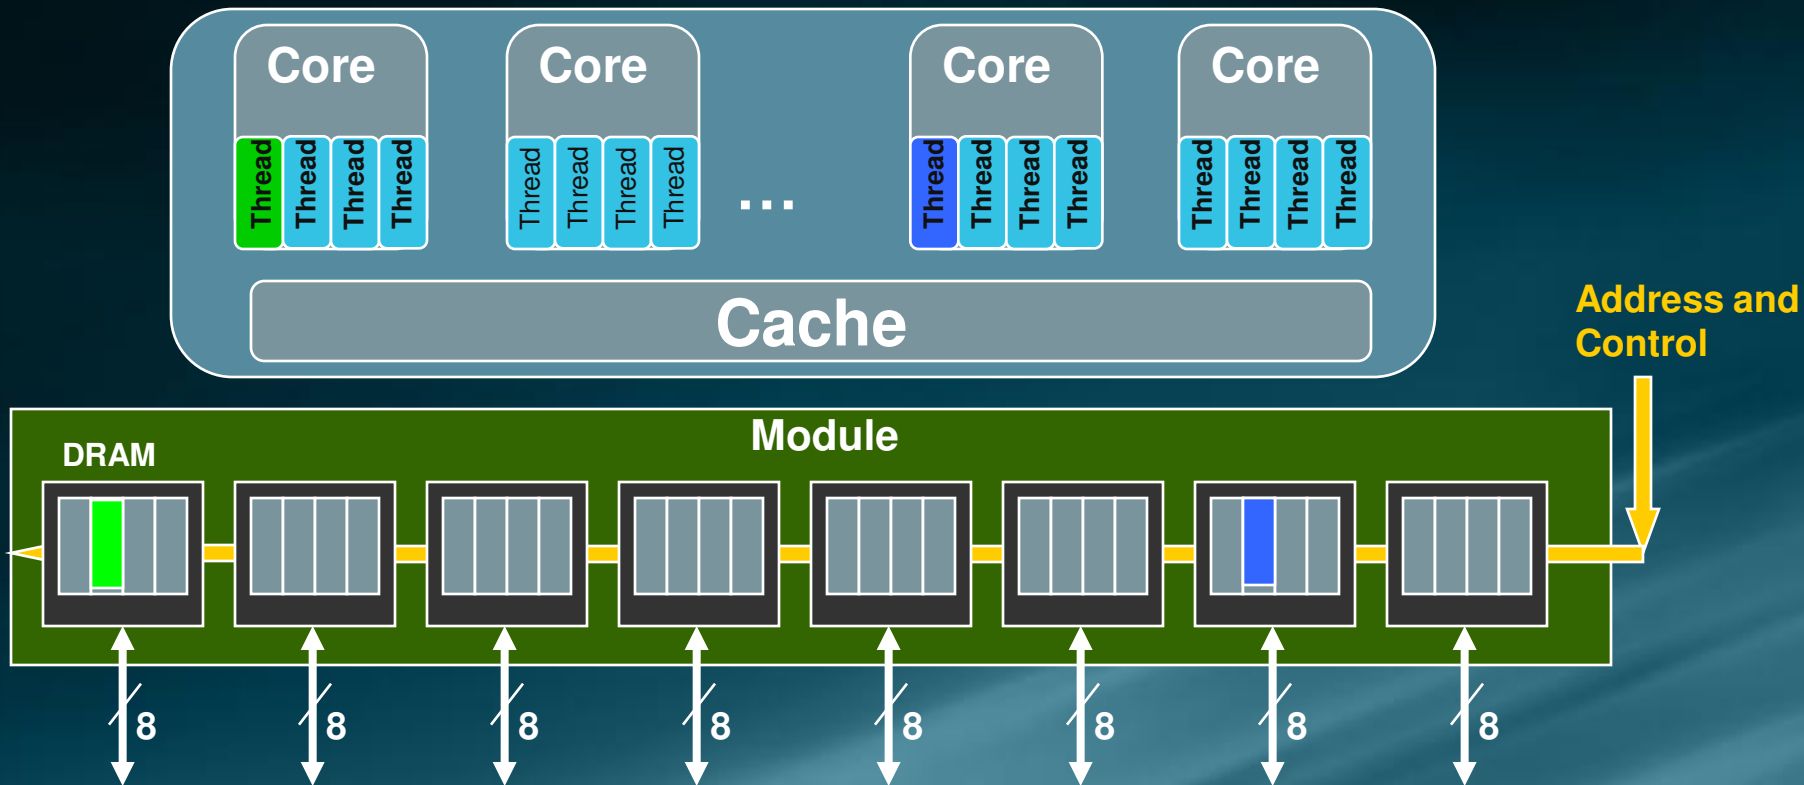 Core Core Core Core
Thread Thread Thread Thread Thread Thread Thread Thread ... Thread Thread Thread Thread Thread Thread Thread Thread
Cache
Address and
Control
Module
DRAM
8 8 8 8 8 8 8 8